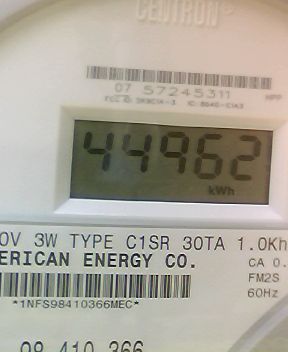 CENTRON®
07 57245311
44962
kWh
0V 3W TYPE C1SR 30TA 1.0Kh
ERICAN ENERGY CO.
CA 0.
FM2S
60Hz
*1NFS98410366MEC*
98 410 366